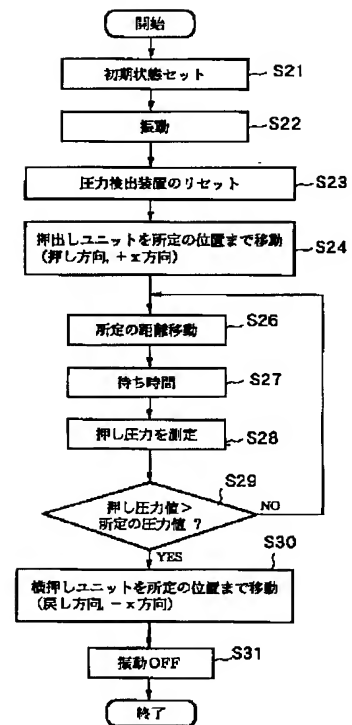 開始
初期状態セット
S21
振動
S22
圧力検出装置のリセット
S23
押出しユニットを所定の位置まで移動
(押し方向,+x方向)
S24
所定の距離移動
S26
待ち時間
S27
押し圧力を測定
S28
押し圧力値>
所定の圧力値 ?
S29
NO
YES
S30
横押しユニットを所定の位置まで移動
(戻し方向,-x方向)
振動OFF
S31
終了